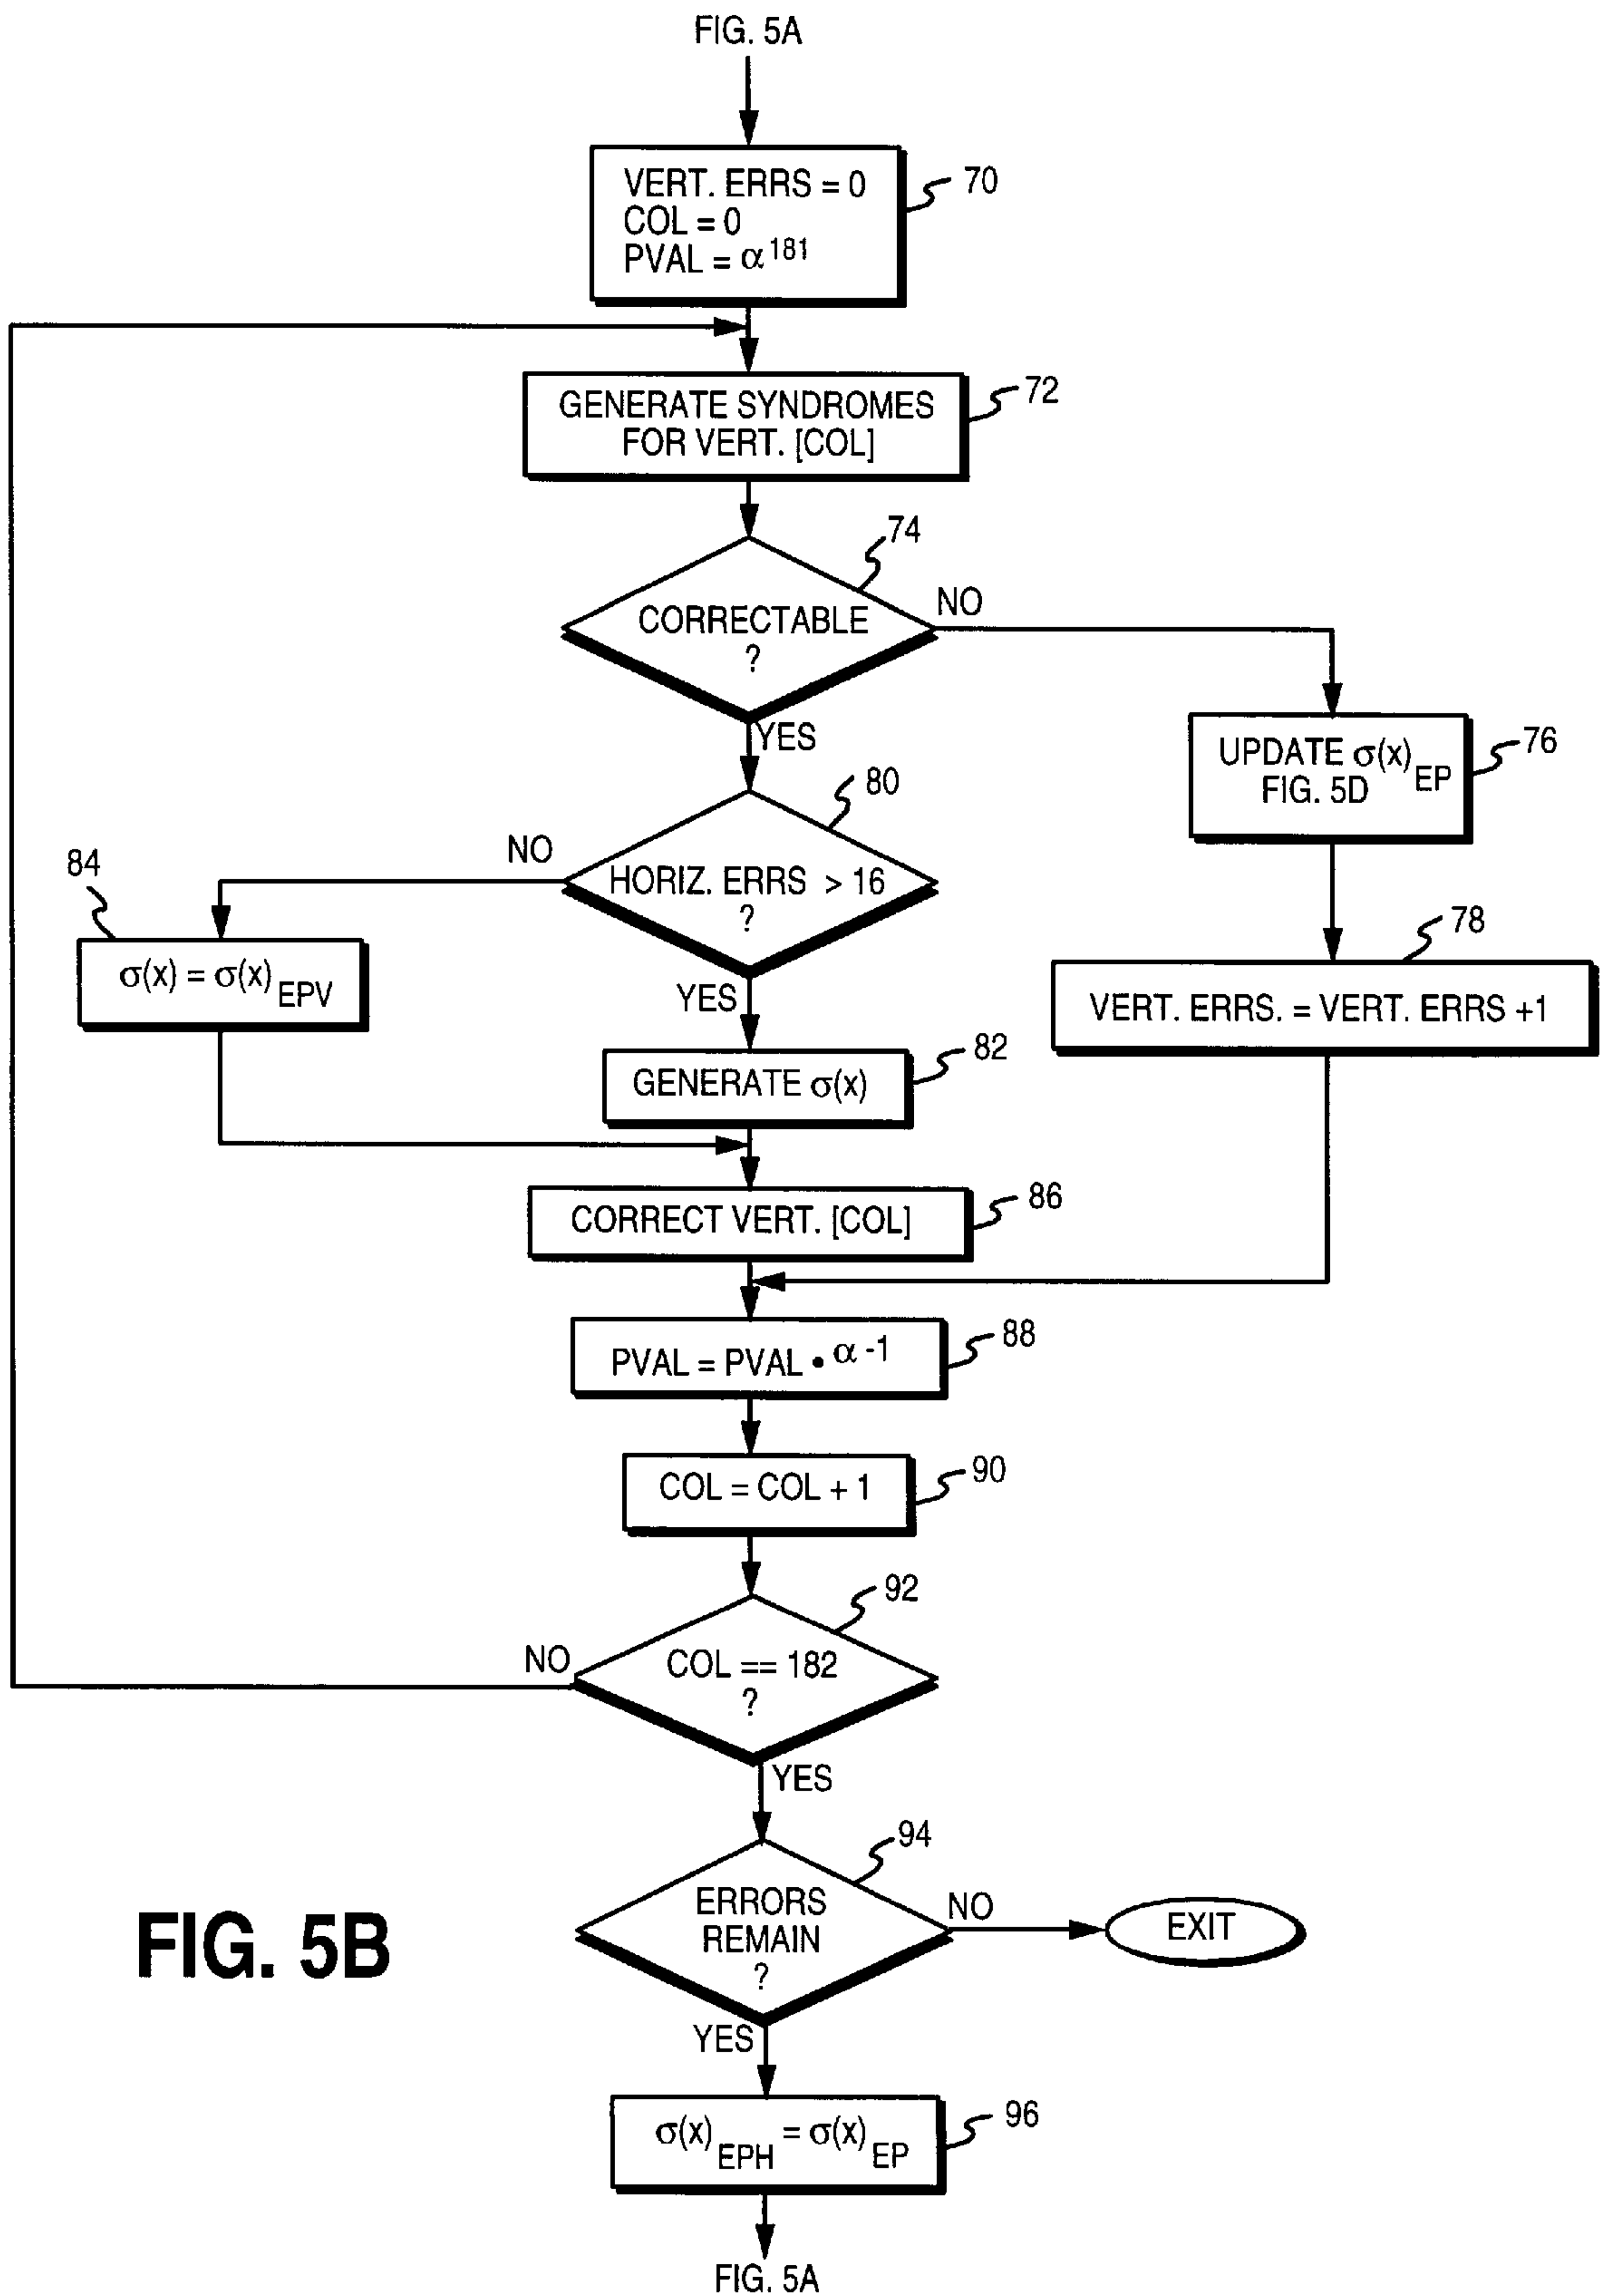 FIG. 5A
VERT. ERRS = 0
COL = 0
PVAL = α^181
70
GENERATE SYNDROMES
FOR VERT. [COL]
72
74
CORRECTABLE
?
NO
YES
UPDATE σ(x)EP
FIG. 5D
76
80
HORIZ. ERRS > 16
?
NO
YES
84
σ(x) = σ(x)EPV
78
VERT. ERRS. = VERT. ERRS +1
GENERATE σ(x)
82
CORRECT VERT. [COL]
86
PVAL = PVAL • α^-1
88
COL = COL + 1
90
92
COL == 182
?
NO
YES
94
ERRORS
REMAIN
?
NO
EXIT
YES
σ(x)EPH = σ(x)EP
96
FIG. 5A
FIG. 5B